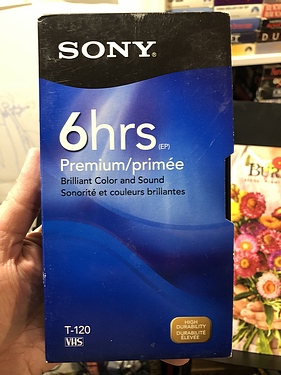 SONY®
6hrs (EP)
Premium/primée
Brilliant Color and Sound
Sonorité et couleurs brillantes
T-120
VHS
HIGH
DURABILITY
DURABILITÉ
ÉLEVÉE
BUR